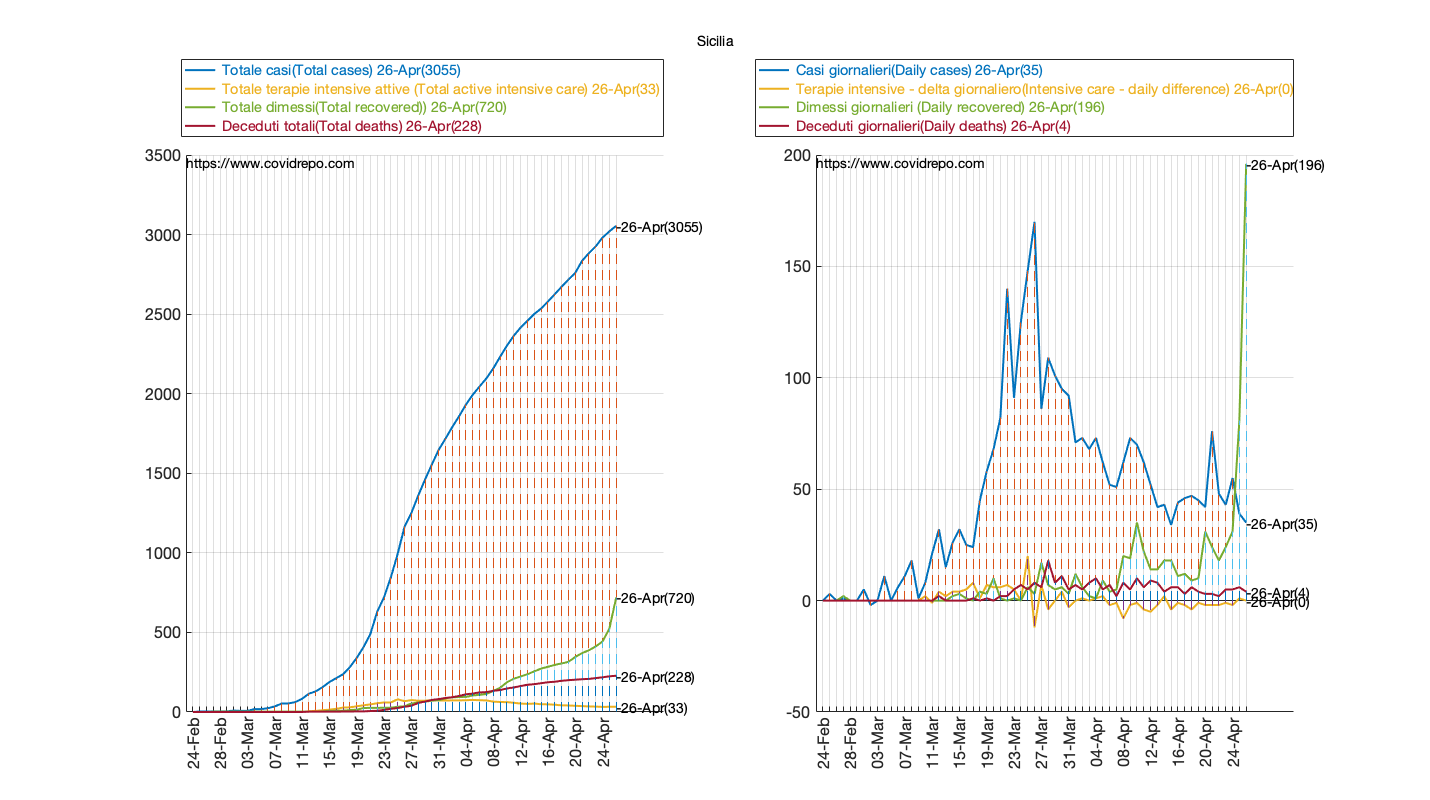 Sicilia
Totale casi(Total cases) 26-Apr(3055)
Totale terapie intensive attive (Total active intensive care) 26-Apr(33)
Totale dimessi(Total recovered)) 26-Apr(720)
Deceduti totali(Total deaths) 26-Apr(228)
https://www.covidrepo.com
3500
3000
2500
2000
1500
1000
500
0
26-Apr(3055)
26-Apr(720)
26-Apr(228)
26-Apr(33)
24-Feb
28-Feb
03-Mar
07-Mar
11-Mar
15-Mar
19-Mar
23-Mar
27-Mar
31-Mar
04-Apr
08-Apr
12-Apr
16-Apr
20-Apr
24-Apr
Casi giornalieri(Daily cases) 26-Apr(35)
Terapie intensive - delta giornaliero(Intensive care - daily difference) 26-Apr(0)
Dimessi giornalieri (Daily recovered) 26-Apr(196)
Deceduti giornalieri(Daily deaths) 26-Apr(4)
https://www.covidrepo.com
200
150
100
50
0
-50
26-Apr(196)
26-Apr(35)
26-Apr(4)
26-Apr(0)
24-Feb
28-Feb
03-Mar
07-Mar
11-Mar
15-Mar
19-Mar
23-Mar
27-Mar
31-Mar
04-Apr
08-Apr
12-Apr
16-Apr
20-Apr
24-Apr